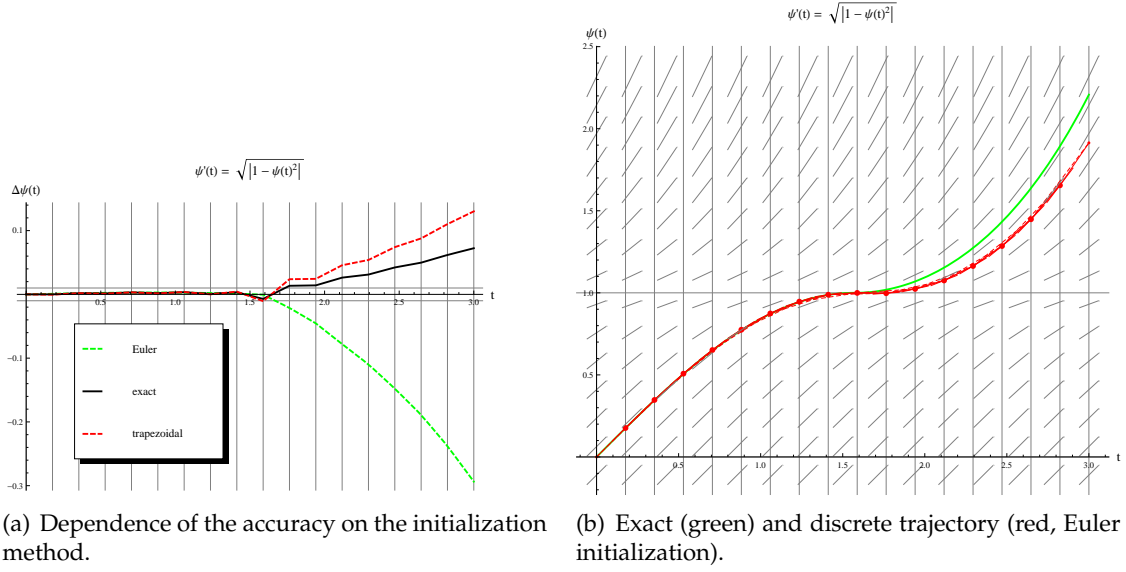 ψ'(t) = √|1 − ψ(t)²|
Δψ(t)
0.1
0.5
1.0
1.5
2.0
2.5
3.0
t
−0.1
−0.2
−0.3
Euler
exact
trapezoidal
(a) Dependence of the accuracy on the initialization
method.
ψ'(t) = √|1 − ψ(t)²|
ψ(t)
2.5
2.0
1.5
1.0
0.5
0.5
1.0
1.5
2.0
2.5
3.0
t
(b) Exact (green) and discrete trajectory (red, Euler
initialization).